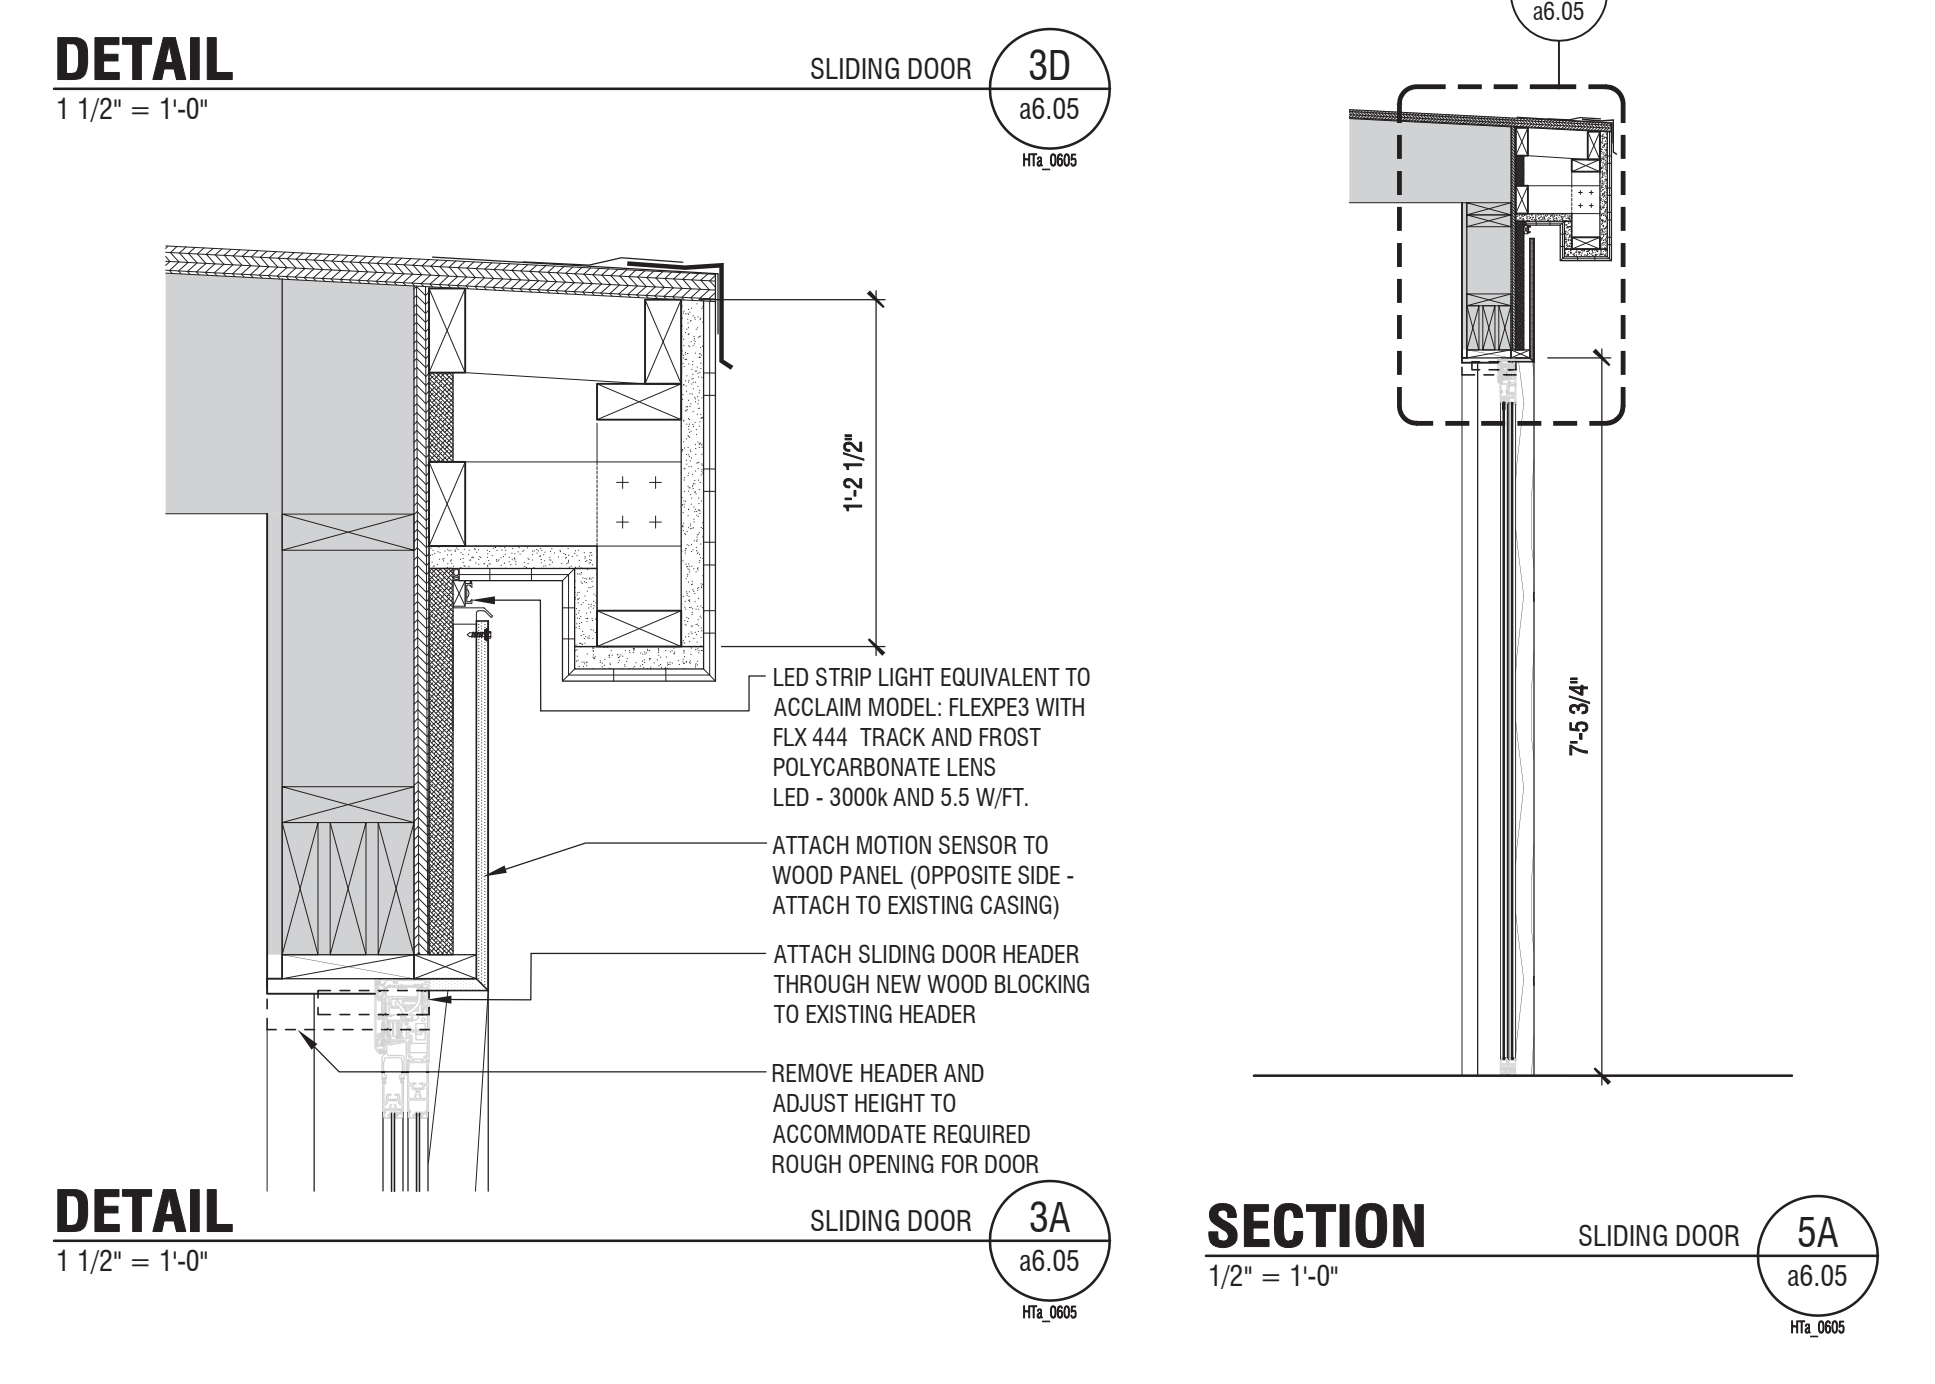 DETAIL
SLIDING DOOR
3D
1 1/2" = 1'-0"
a6.05
HTa_0605
1'-2 1/2"
LED STRIP LIGHT EQUIVALENT TO
ACCLAIM MODEL: FLEXPE3 WITH
FLX 444 TRACK AND FROST
POLYCARBONATE LENS
LED - 3000k AND 5.5 W/FT.
ATTACH MOTION SENSOR TO
WOOD PANEL (OPPOSITE SIDE -
ATTACH TO EXISTING CASING)
ATTACH SLIDING DOOR HEADER
THROUGH NEW WOOD BLOCKING
TO EXISTING HEADER
REMOVE HEADER AND
ADJUST HEIGHT TO
ACCOMMODATE REQUIRED
ROUGH OPENING FOR DOOR
DETAIL
SLIDING DOOR
3A
1 1/2" = 1'-0"
a6.05
HTa_0605
a6.05
7'-5 3/4"
SECTION
SLIDING DOOR
5A
1/2" = 1'-0"
a6.05
HTa_0605